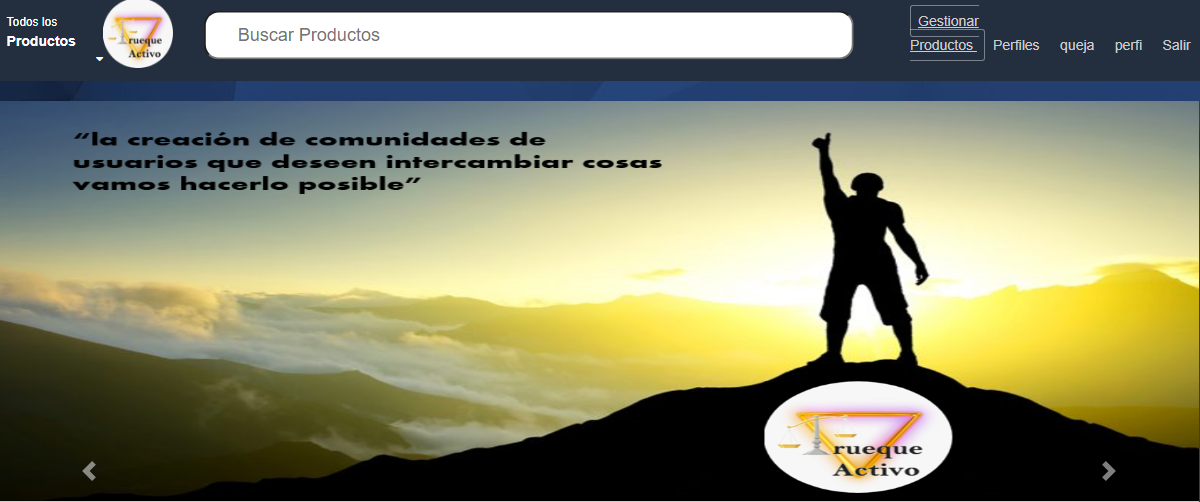 Todos los
Productos
Trueque
Activo
Buscar Productos
Gestionar
Productos
Perfiles
queja
perfi
Salir
“la creación de comunidades de
usuarios que deseen intercambiar cosas
vamos hacerlo posible”
Trueque
Activo